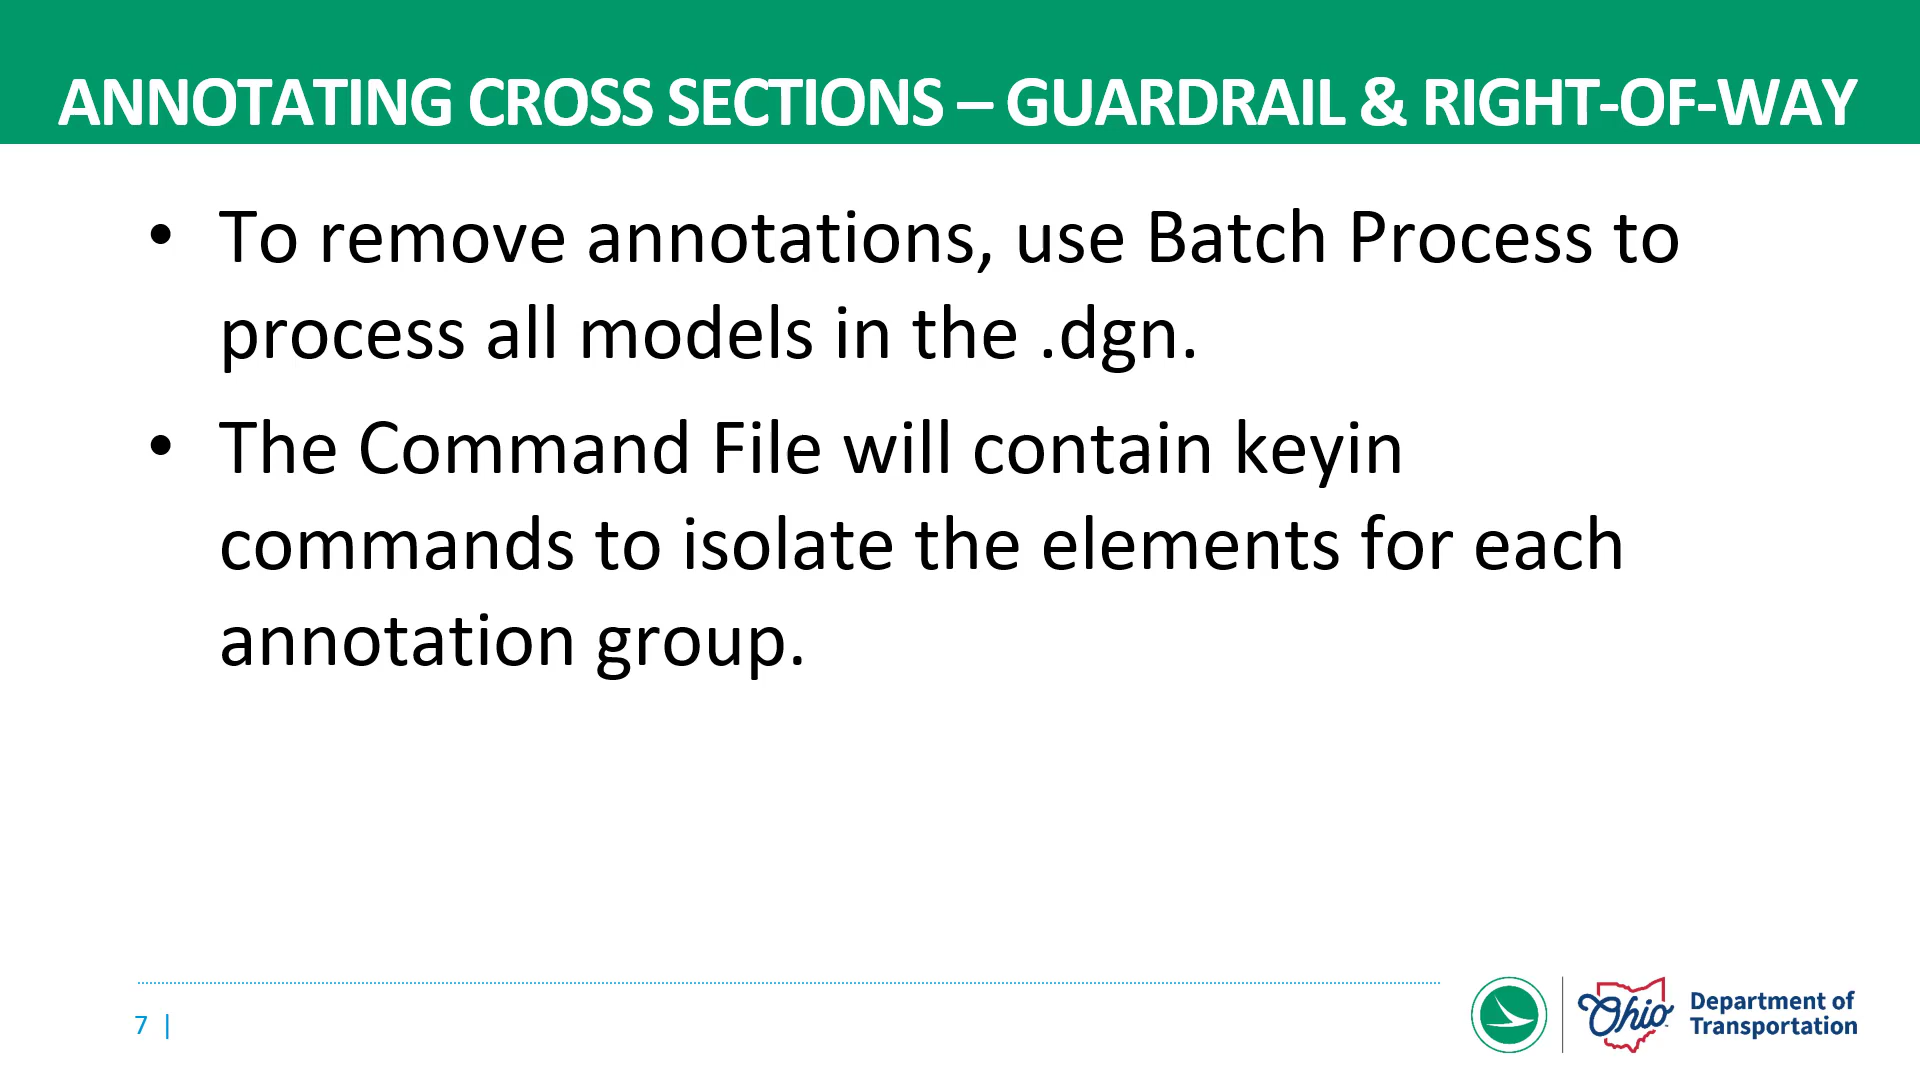 ANNOTATING CROSS SECTIONS – GUARDRAIL & RIGHT-OF-WAY
• To remove annotations, use Batch Process to
process all models in the .dgn.
• The Command File will contain keyin
commands to isolate the elements for each
annotation group.
7 |
Ohio
Department of
Transportation